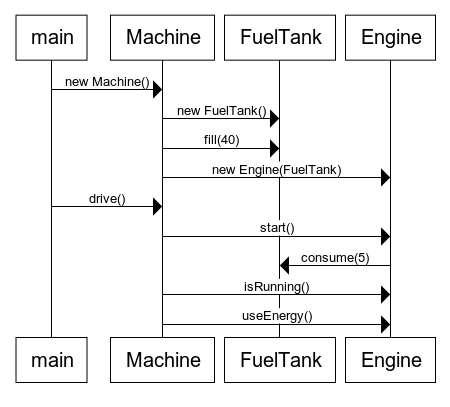 main Machine FuelTank Engine
new Machine()
new FuelTank()
fill(40)
new Engine(FuelTank)
drive()
start()
consume(5)
isRunning()
useEnergy()
main Machine FuelTank Engine